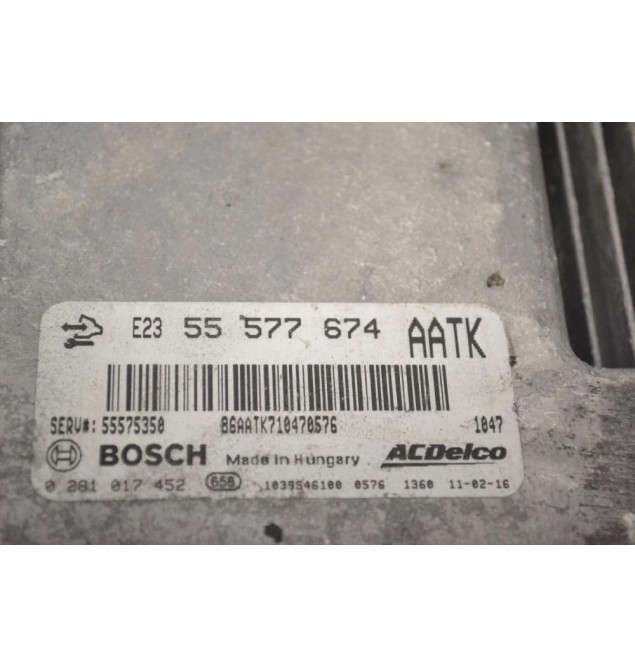 E23 55 577 674 AATK
SERV#: 55575350 86AATK710470576 1047
BOSCH Made in Hungary ACDelco
0 281 017 452 658 1039S46100 0576 1360 11-02-16